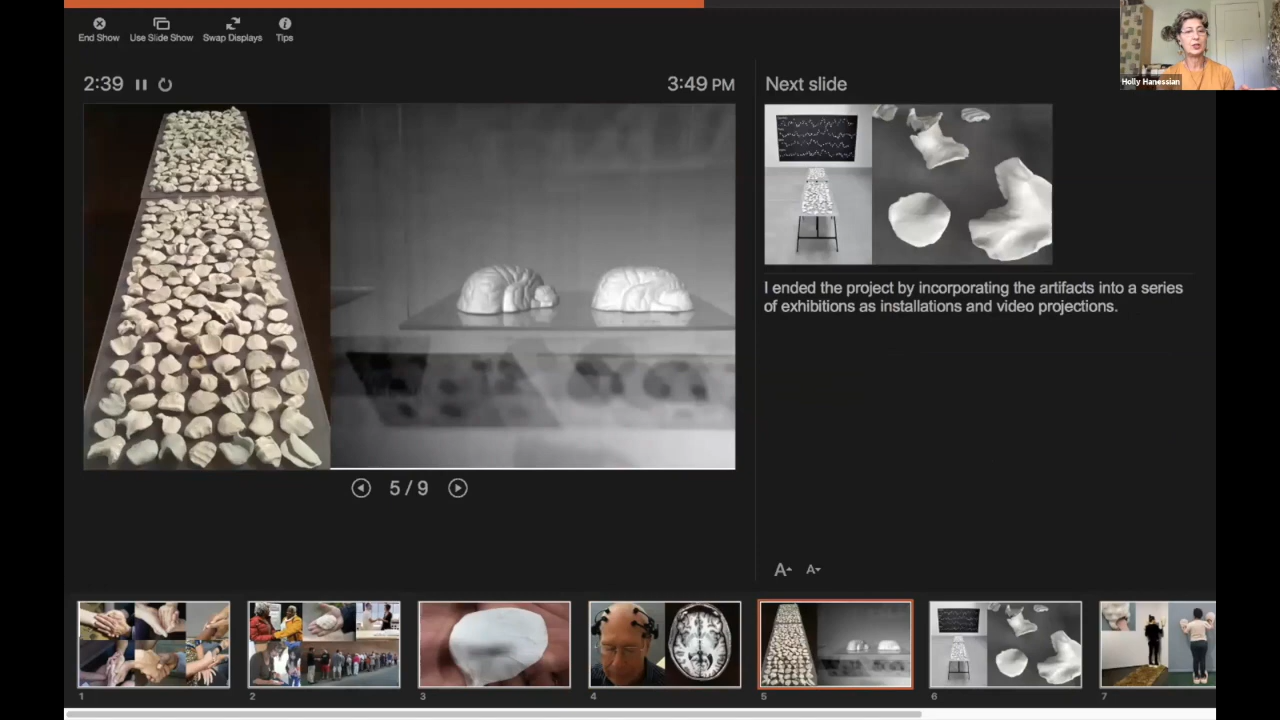 End Show
Use Slide Show
Swap Displays
Tips
Holly Hanessian
2:39
3:49 PM
Next slide
I ended the project by incorporating the artifacts into a series
of exhibitions as installations and video projections.
5 / 9
A
A
1
2
3
4
5
6
7